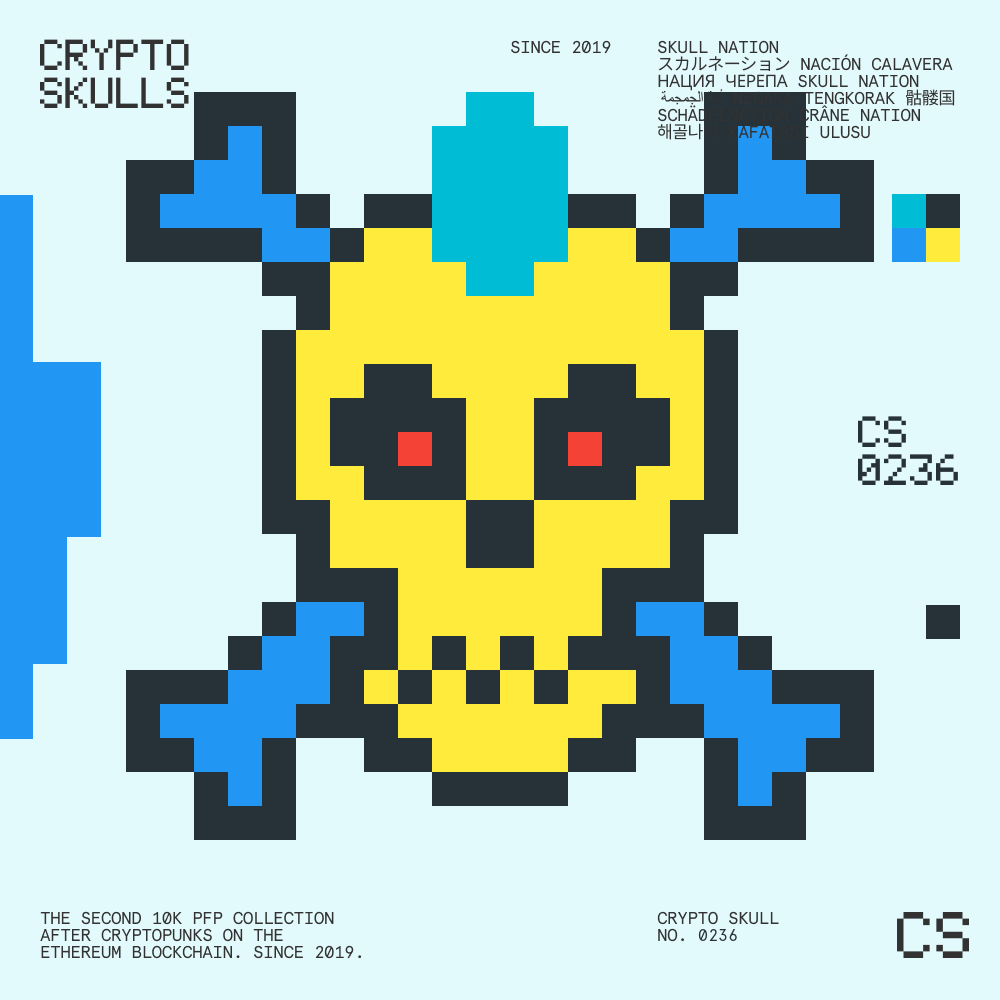 CRYPTO
SKULLS
SINCE 2019
SKULL NATION
スカルネーション NACIÓN CALAVERA
НАЦИЯ ЧЕРЕПА SKULL NATION
TENGKORAK 骷髅国
CRÂNE NATION
해골 ULUSU
CS
0236
THE SECOND 10K PFP COLLECTION
AFTER CRYPTOPUNKS ON THE
ETHEREUM BLOCKCHAIN. SINCE 2019.
CRYPTO SKULL
NO. 0236
CS